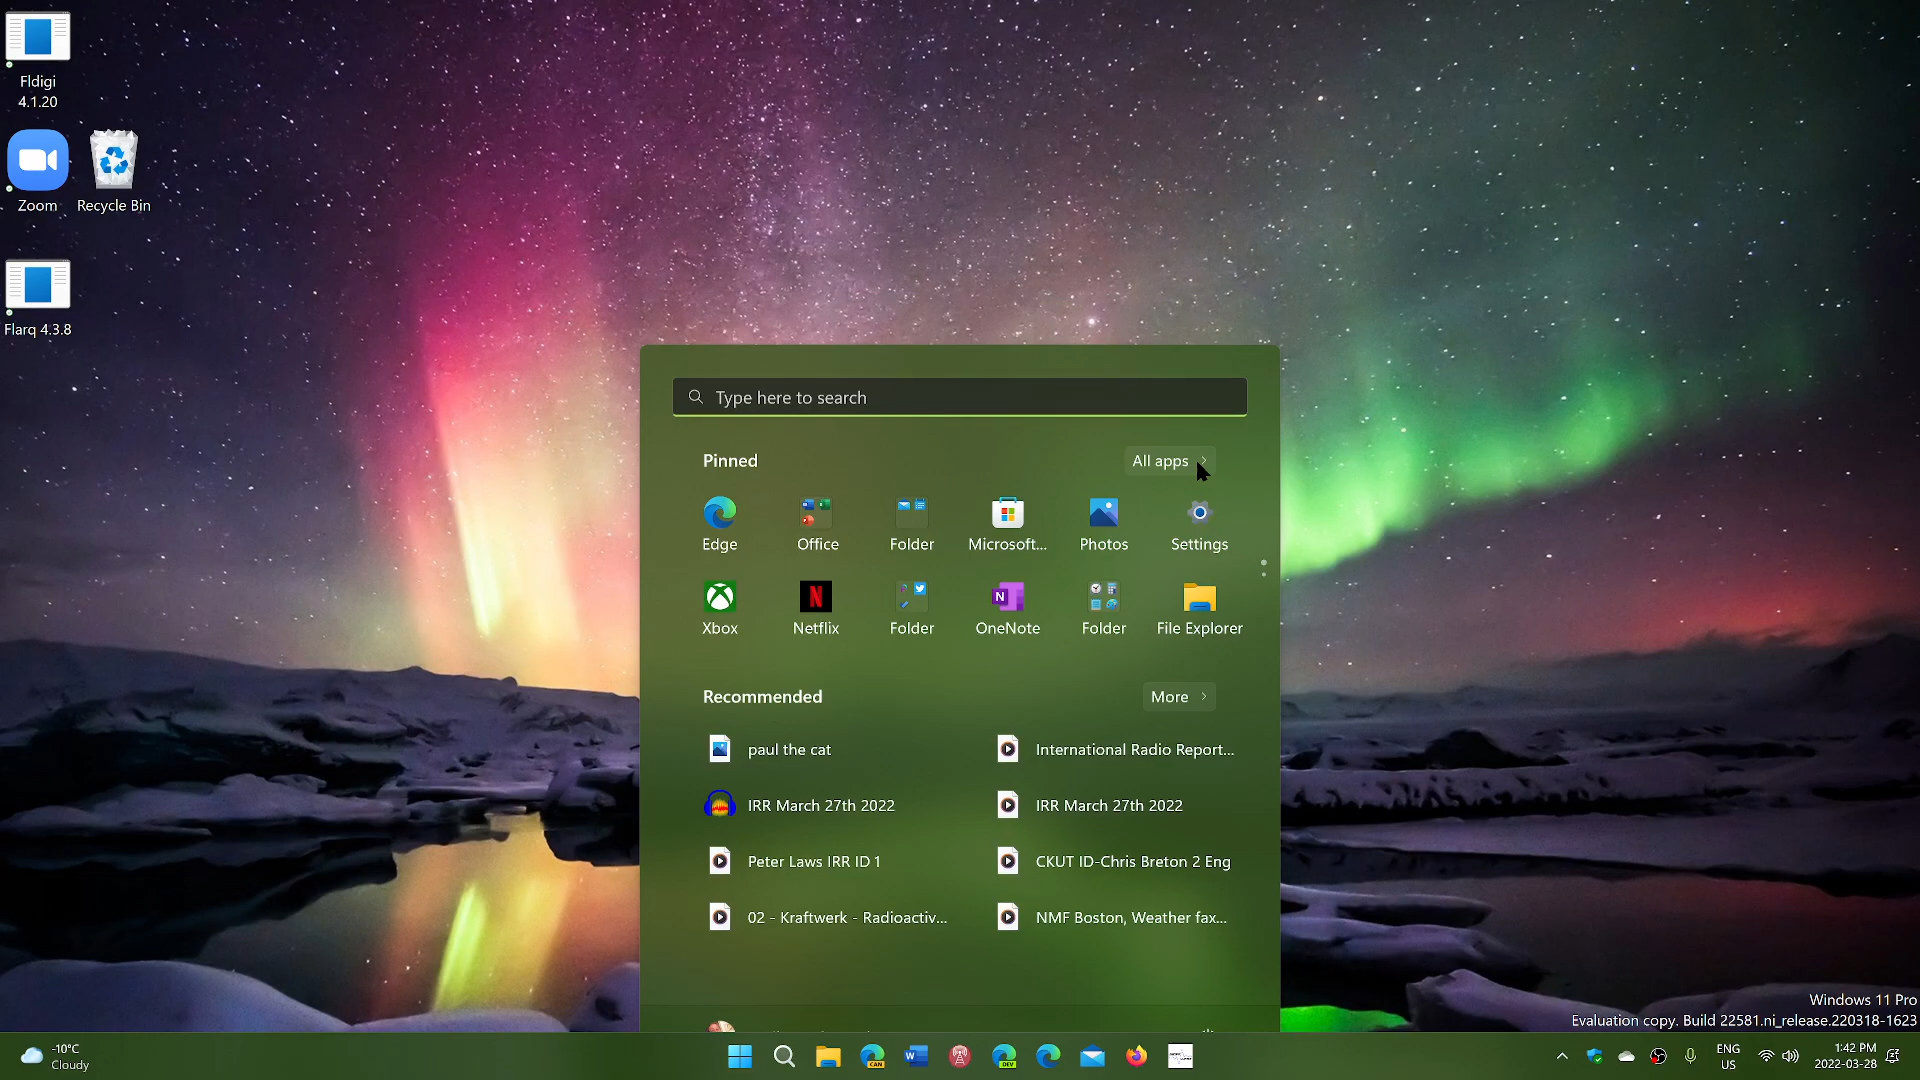 Fldigi
4.1.20
Zoom
Recycle Bin
Flarq 4.3.8
Type here to search
Pinned
All apps
Edge
Office
Folder
Microsoft...
Photos
Settings
Xbox
Netflix
Folder
OneNote
Folder
File Explorer
Recommended
More
paul the cat
International Radio Report...
IRR March 27th 2022
IRR March 27th 2022
Peter Laws IRR ID 1
CKUT ID-Chris Breton 2 Eng
02 - Kraftwerk - Radioactiv...
NMF Boston, Weather fax...
Windows 11 Pro
Evaluation copy. Build 22581.ni_release.220318-1623
-10°C
Cloudy
CAN
W
DEV
ENG
US
1:42 PM
2022-03-28